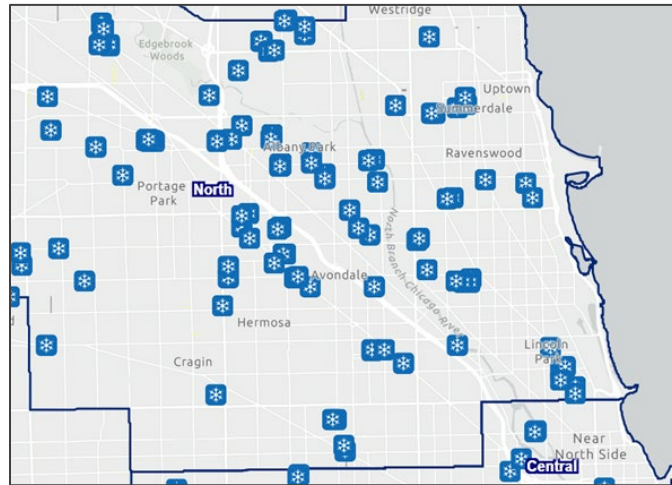 Westridge
Edgebrook
Woods
Uptown
Summerdale
Albany Park
Ravenswood
Portage
Park
North
North Branch Chicago River
Avondale
Hermosa
Lincoln
Park
Cragin
Near
North Side
Central